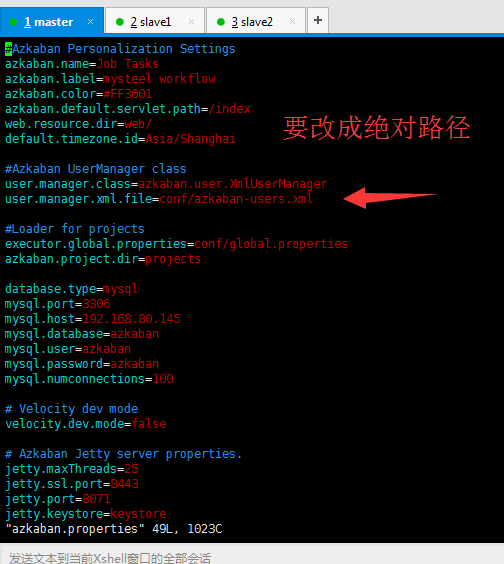 1 master × 2 slave1 × 3 slave2 × +
#Azkaban Personalization Settings
azkaban.name=Job Tasks
azkaban.label=mysteel workflow
azkaban.color=#FF3601
azkaban.default.servlet.path=/index
web.resource.dir=web/
default.timezone.id=Asia/Shanghai
要改成绝对路径
#Azkaban UserManager class
user.manager.class=azkaban.user.XmlUserManager
user.manager.xml.file=conf/azkaban-users.xml
#Loader for projects
executor.global.properties=conf/global.properties
azkaban.project.dir=projects
database.type=mysql
mysql.port=3306
mysql.host=192.168.80.145
mysql.database=azkaban
mysql.user=azkaban
mysql.password=azkaban
mysql.numconnections=100
# Velocity dev mode
velocity.dev.mode=false
# Azkaban Jetty server properties.
jetty.maxThreads=25
jetty.ssl.port=8443
jetty.port=8071
jetty.keystore=keystore
"azkaban.properties" 49L, 1023C
发送文本到当前Xshell窗口的全部会话